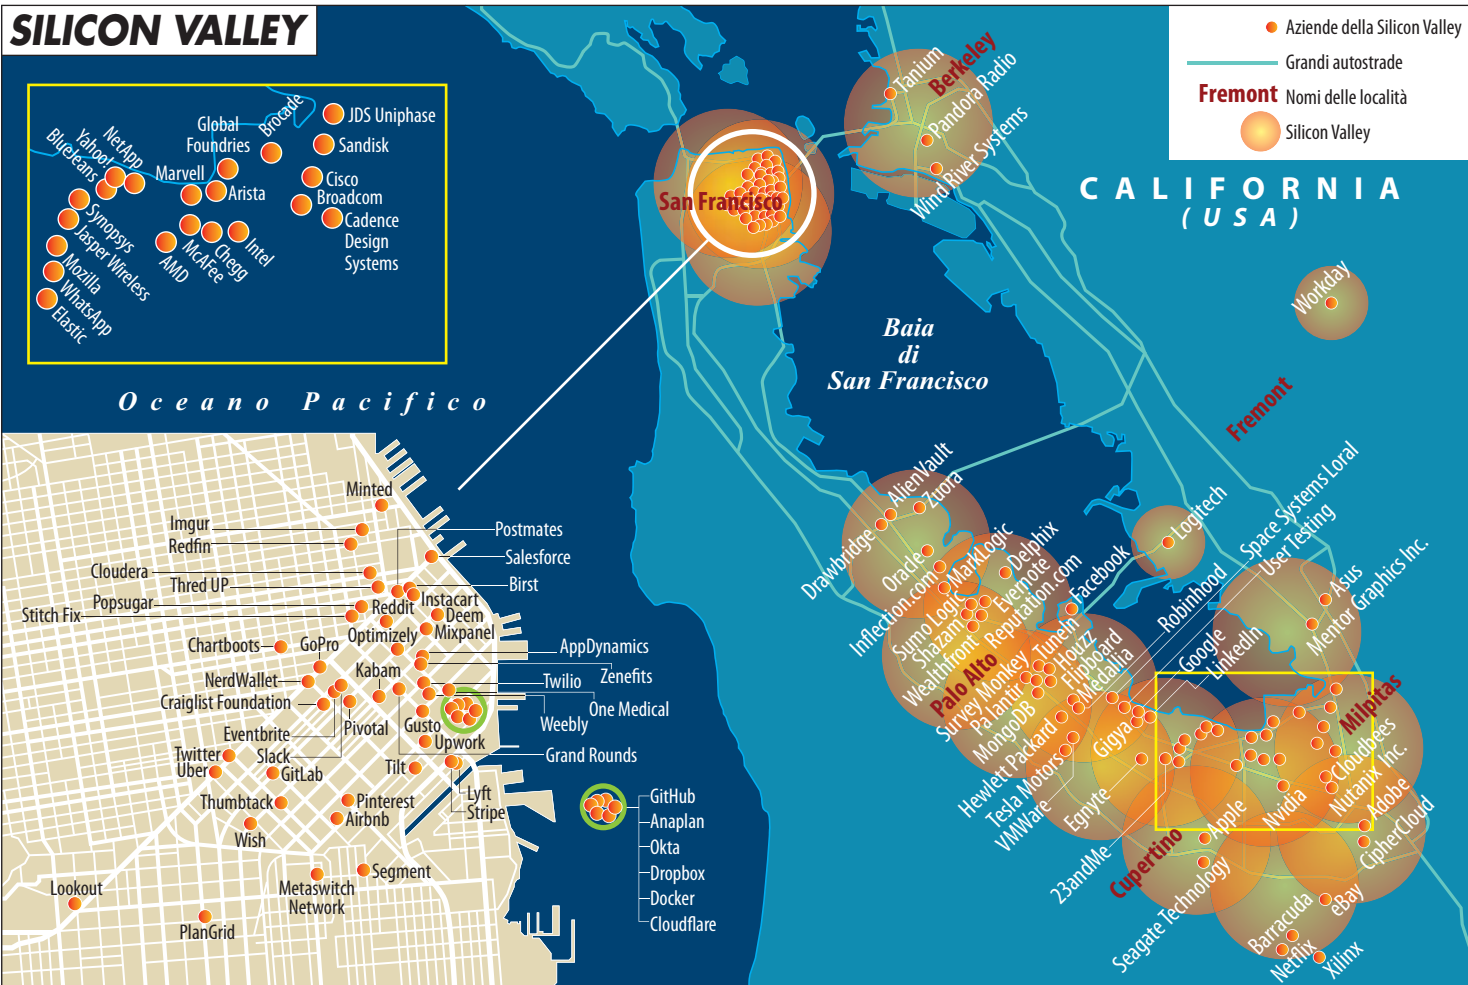 SILICON VALLEY
Aziende della Silicon Valley
Grandi autostrade
Fremont Nomi delle località
Silicon Valley
CALIFORNIA
(USA)
Brocade
JDS Uniphase
Global
Foundries
Sandisk
NetApp
Yahoo!
BlueJeans
Marvell
Arista
Cisco
Broadcom
Cadence
Design
Systems
Synopsys
Jasper Wireless
Mozilla
WhatsApp
Elastic
AMD
McAFee
Chegg
Intel
Oceano Pacifico
Baia
di
San Francisco
San Francisco
Berkeley
Tanium
Pandora Radio
Wind River Systems
Workday
Fremont
Minted
Imgur
Redfin
Postmates
Salesforce
Cloudera
Thred UP
Birst
Popsugar
Stitch Fix
Reddit
Instacart
Deem
Optimizely
Mixpanel
Chartboots
GoPro
AppDynamics
Kabam
Zenefits
NerdWallet
Twilio
Craiglist Foundation
One Medical
Pivotal
Gusto
Weebly
Eventbrite
Upwork
Slack
Grand Rounds
Twitter
Uber
GitLab
Tilt
Lyft
Stripe
Thumbtack
Pinterest
Airbnb
Wish
Segment
Metaswitch
Network
Lookout
PlanGrid
GitHub
Anaplan
Okta
Dropbox
Docker
Cloudflare
AlienVault
Zuora
Drawbridge
Oracle
Inflection.com
MarkLogic
Delphix
Sumo Logic
Evernote
Shazam
Reputation.com
Wealthfront
Facebook
Palo Alto
Survey Monkey
TuneIn
Palantir
Houzz
MongoDB
Flipboard
Hewlett Packard
Medallia
Tesla Motors
Gigya
VMWare
Egnyte
Logitech
Space Systems Loral
UserTesting
Robinhood
Google
LinkedIn
Asus
Mentor Graphics Inc.
Milpitas
Cloudbees
Nutanix Inc.
Adobe
CipherCloud
Nvidia
Apple
Cupertino
23andMe
Seagate Technology
eBay
Barracuda
Netflix
Xilinx